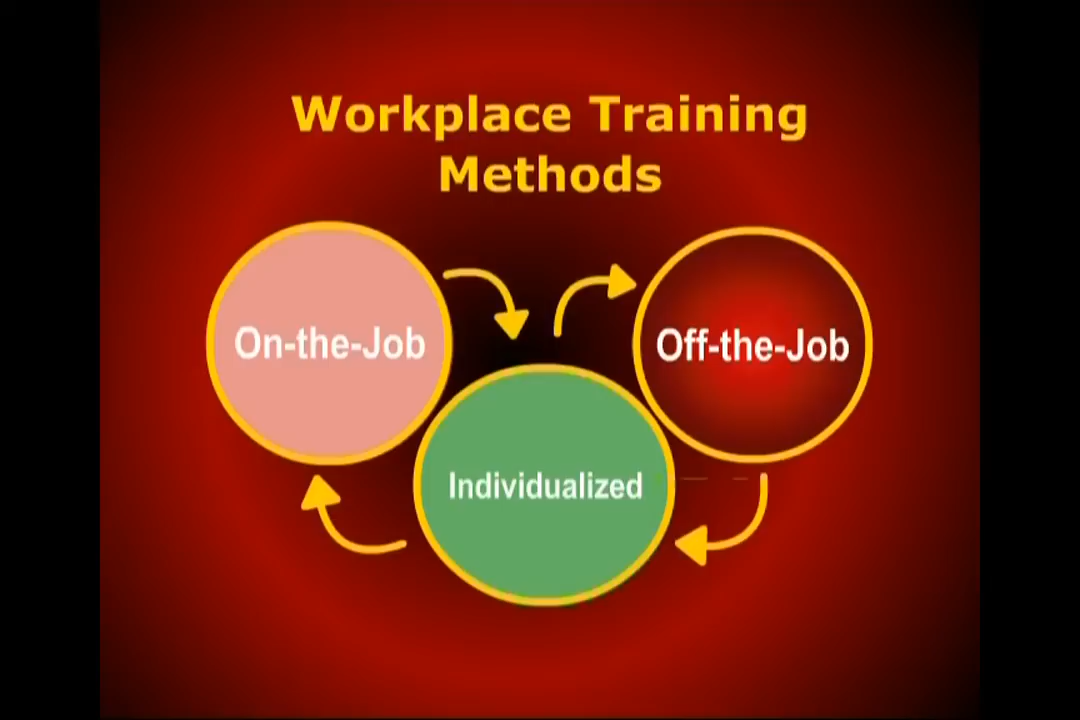 Workplace Training
Methods
On-the-Job
Off-the-Job
Individualized